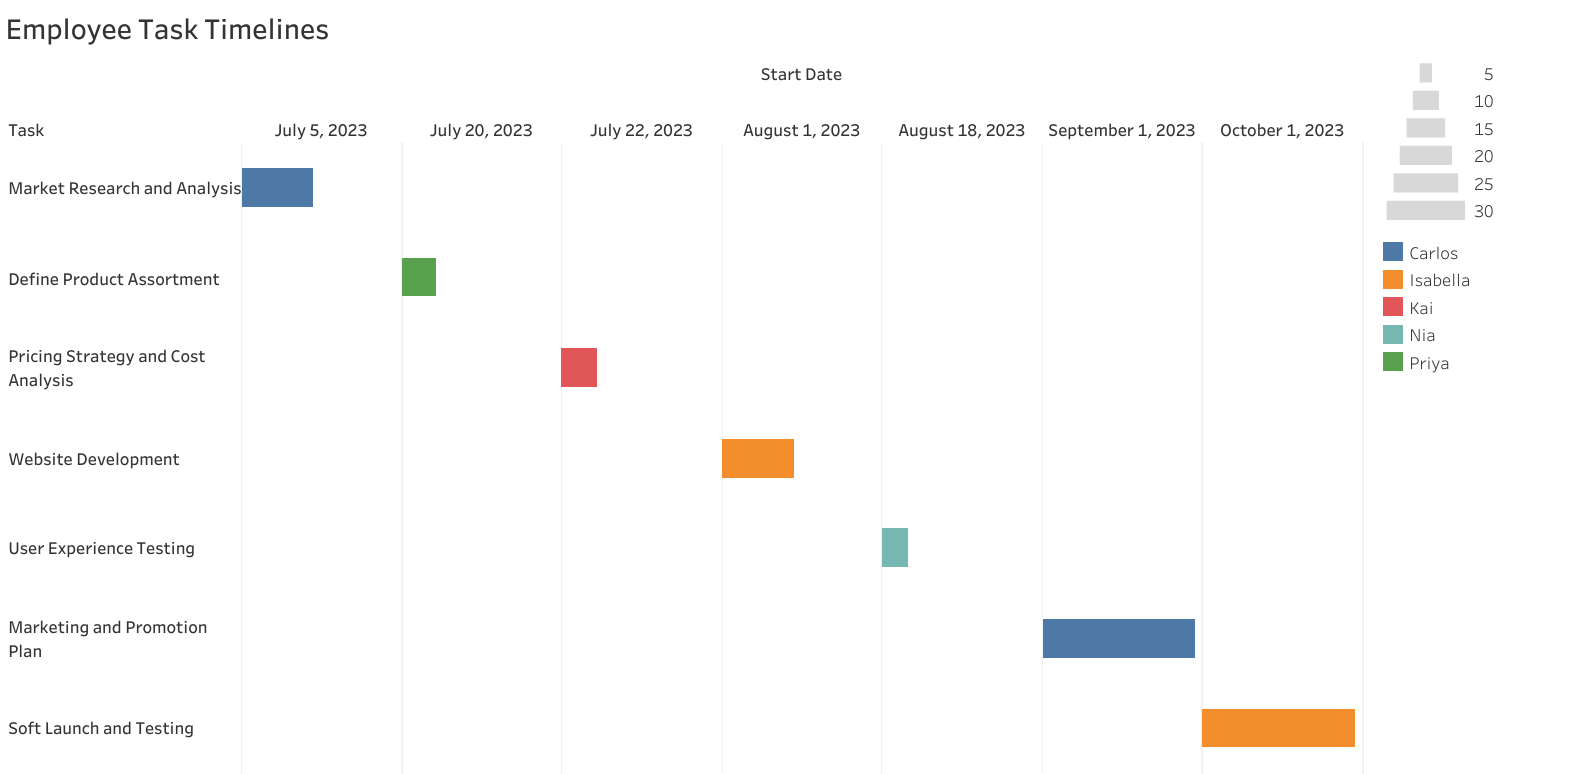 Employee Task Timelines
Start Date
Task
July 5, 2023
July 20, 2023
July 22, 2023
August 1, 2023
August 18, 2023
September 1, 2023
October 1, 2023
Market Research and Analysis
Define Product Assortment
Pricing Strategy and Cost
Analysis
Website Development
User Experience Testing
Marketing and Promotion
Plan
Soft Launch and Testing
5
10
15
20
25
30
Carlos
Isabella
Kai
Nia
Priya